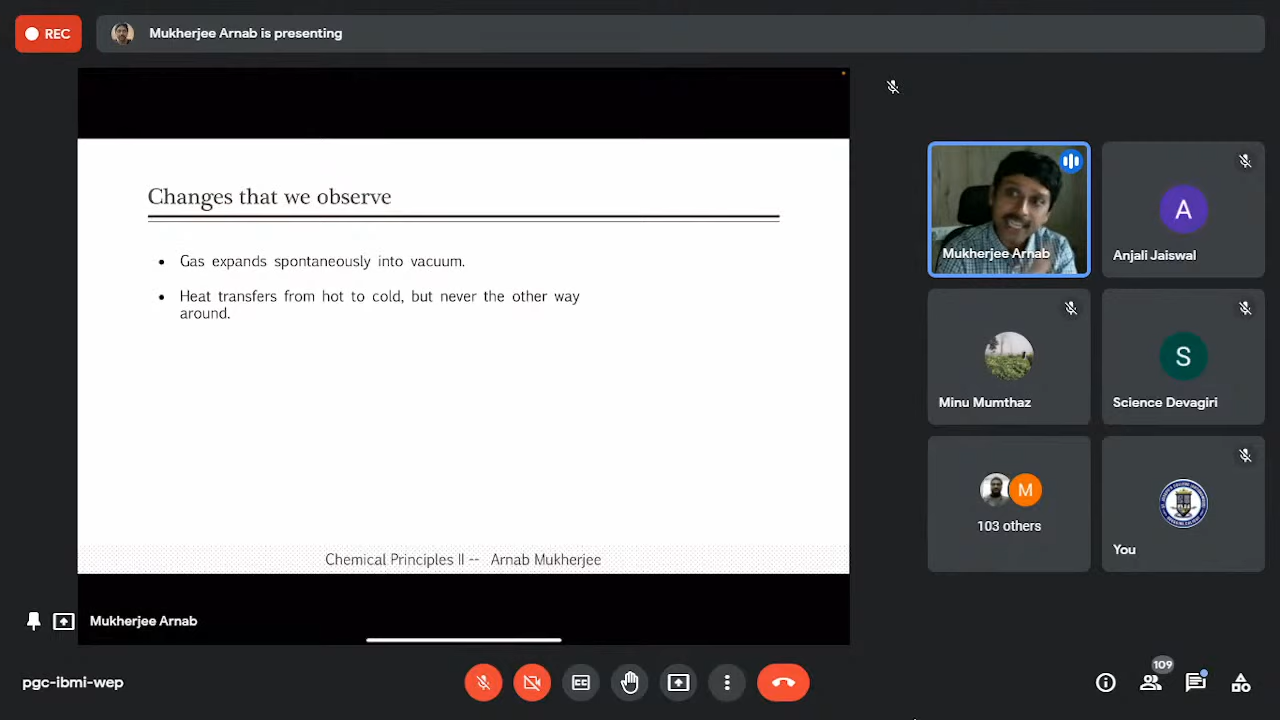 REC
Mukherjee Arnab is presenting
Changes that we observe
• Gas expands spontaneously into vacuum.
• Heat transfers from hot to cold, but never the other way
around.
Chemical Principles II -- Arnab Mukherjee
Mukherjee Arnab
Mukherjee Arnab
A
Anjali Jaiswal
Minu Mumthaz
S
Science Devagiri
M
103 others
You
pgc-ibmi-wep
CC
109